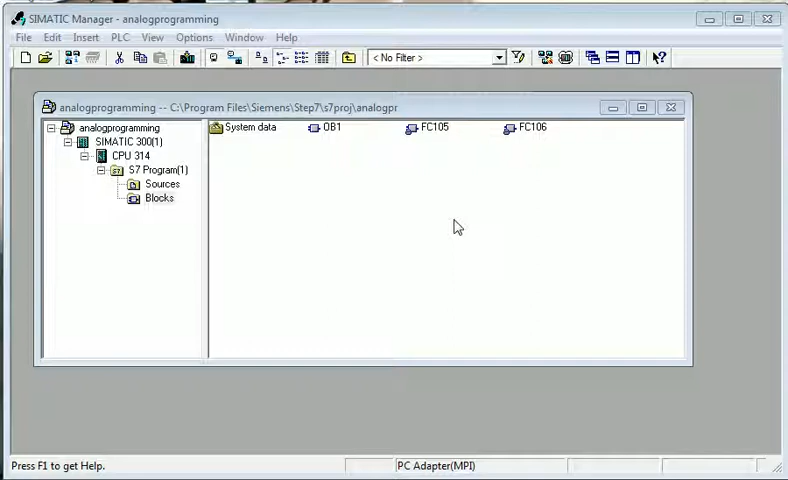 SIMATIC Manager - analogprogramming
File Edit Insert PLC View Options Window Help
< No Filter >
analogprogramming -- C:\Program Files\Siemens\Step7\s7proj\analogpr
analogprogramming
SIMATIC 300(1)
CPU 314
S7 Program(1)
Sources
Blocks
System data OB1 FC105 FC106
Press F1 to get Help. PC Adapter(MPI)